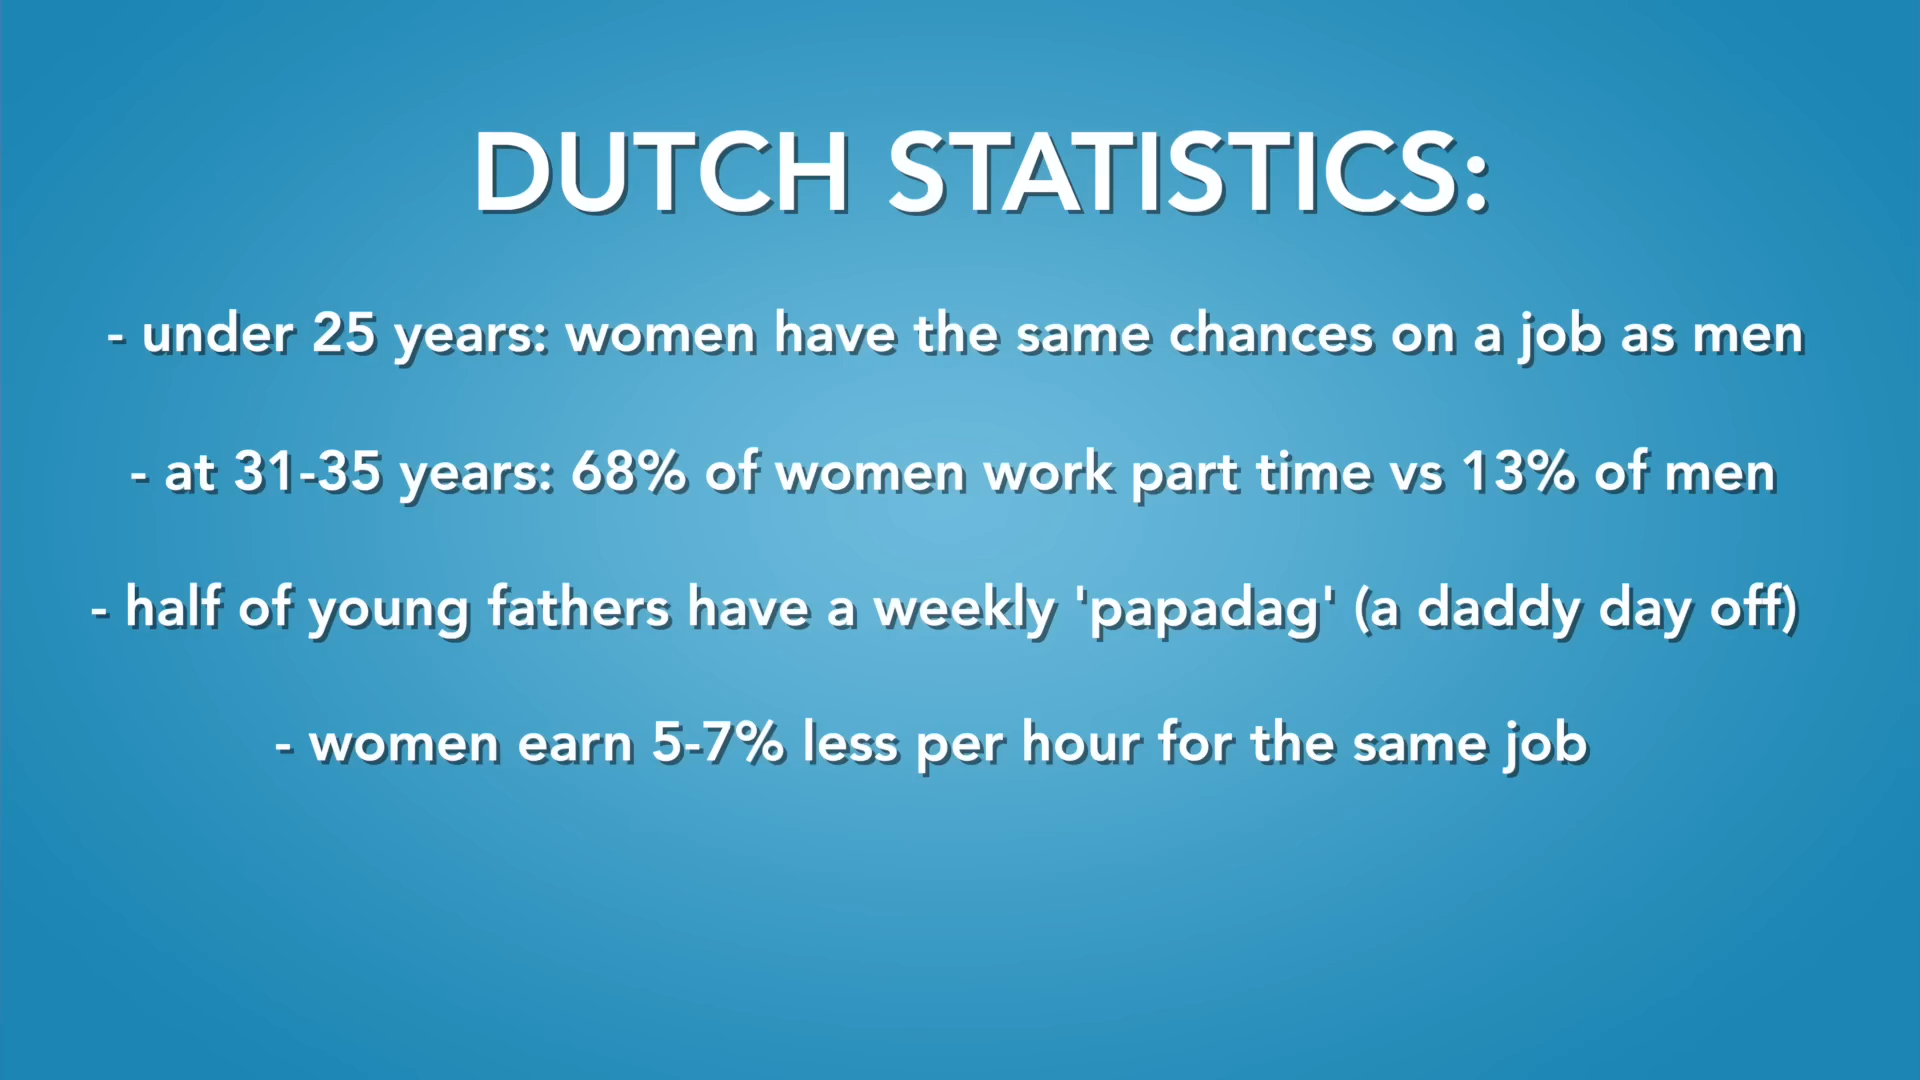 DUTCH STATISTICS:
- under 25 years: women have the same chances on a job as men
- at 31-35 years: 68% of women work part time vs 13% of men
- half of young fathers have a weekly 'papadag' (a daddy day off)
- women earn 5-7% less per hour for the same job